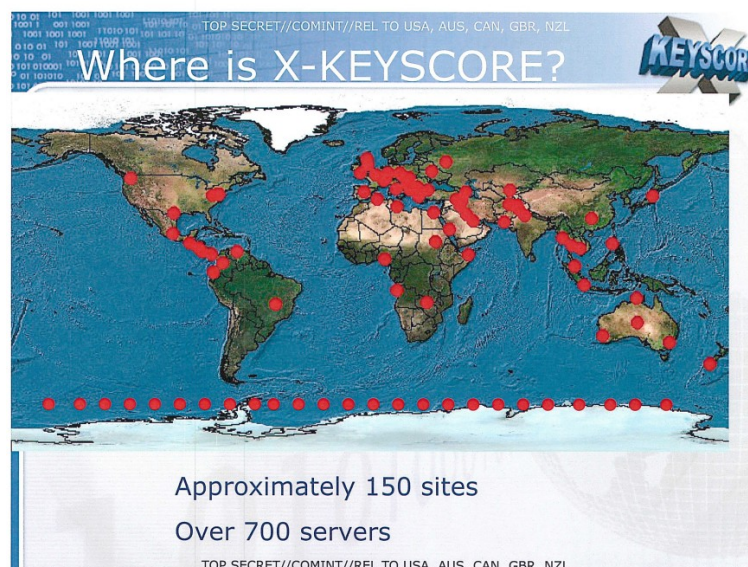 TOP SECRET//COMINT//REL TO USA, AUS, CAN, GBR, NZL
Where is X-KEYSCORE?
X
KEYSCOR
Approximately 150 sites
Over 700 servers
TOP SECRET//COMINT//REL TO USA, AUS, CAN, GBR, NZL